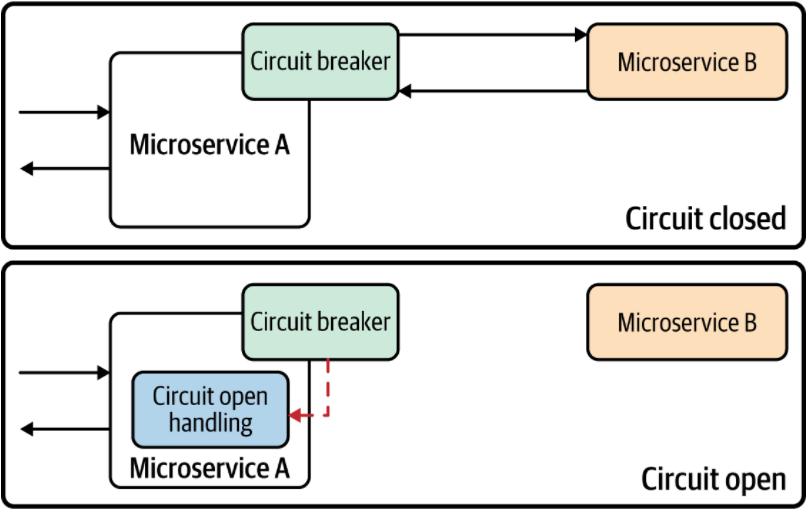 Circuit breaker
Microservice B
Microservice A
Circuit closed
Circuit breaker
Microservice B
Circuit open
handling
Microservice A
Circuit open